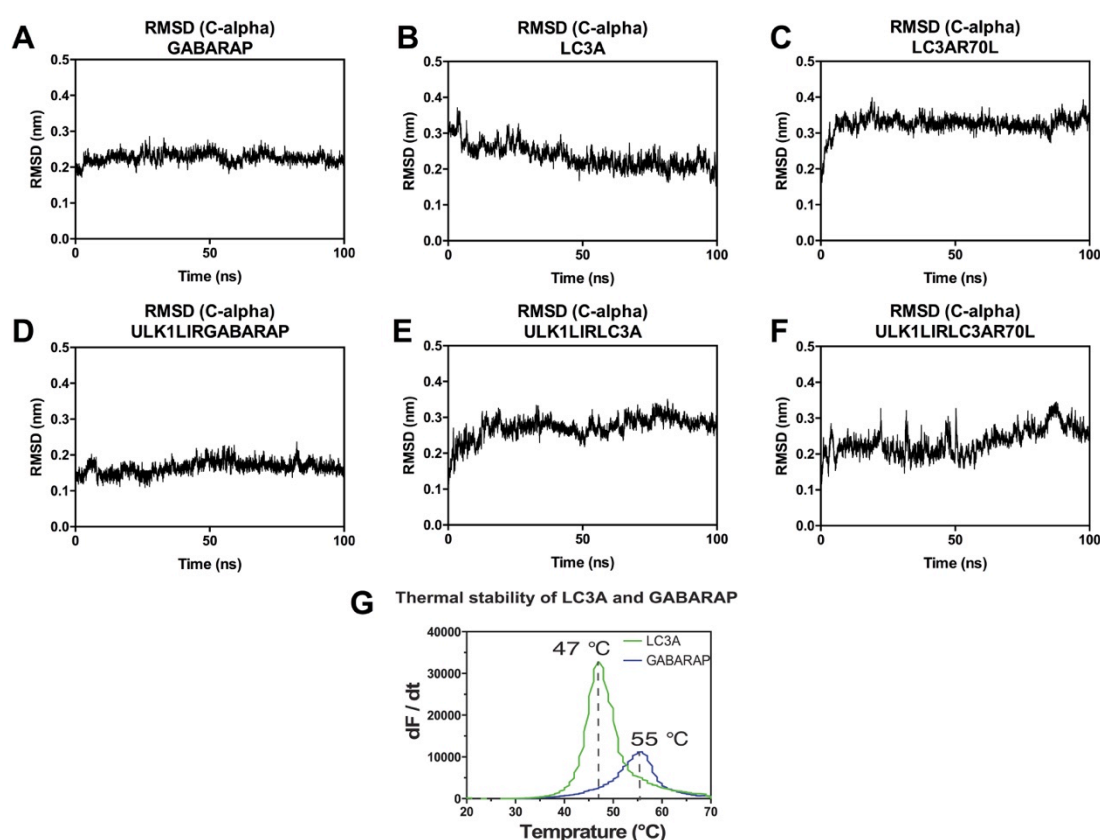 A
RMSD (C-alpha)
GABARAP
0.5
0.4
0.3
0.2
0.1
0.0
RMSD (nm)
0
50
100
Time (ns)
B
RMSD (C-alpha)
LC3A
0.5
0.4
0.3
0.2
0.1
0.0
RMSD (nm)
0
50
100
Time (ns)
C
RMSD (C-alpha)
LC3AR70L
0.5
0.4
0.3
0.2
0.1
0.0
RMSD (nm)
0
50
100
Time (ns)
D
RMSD (C-alpha)
ULK1LIRGABARAP
0.5
0.4
0.3
0.2
0.1
0.0
RMSD (nm)
0
50
100
Time (ns)
E
RMSD (C-alpha)
ULK1LIRLC3A
0.5
0.4
0.3
0.2
0.1
0.0
RMSD (nm)
0
50
100
Time (ns)
F
RMSD (C-alpha)
ULK1LIRLC3AR70L
0.5
0.4
0.3
0.2
0.1
0.0
RMSD (nm)
0
50
100
Time (ns)
G
Thermal stability of LC3A and GABARAP
40000
30000
20000
10000
0
dF / dt
47 °C
55 °C
LC3A
GABARAP
20
30
40
50
60
70
Temprature (°C)